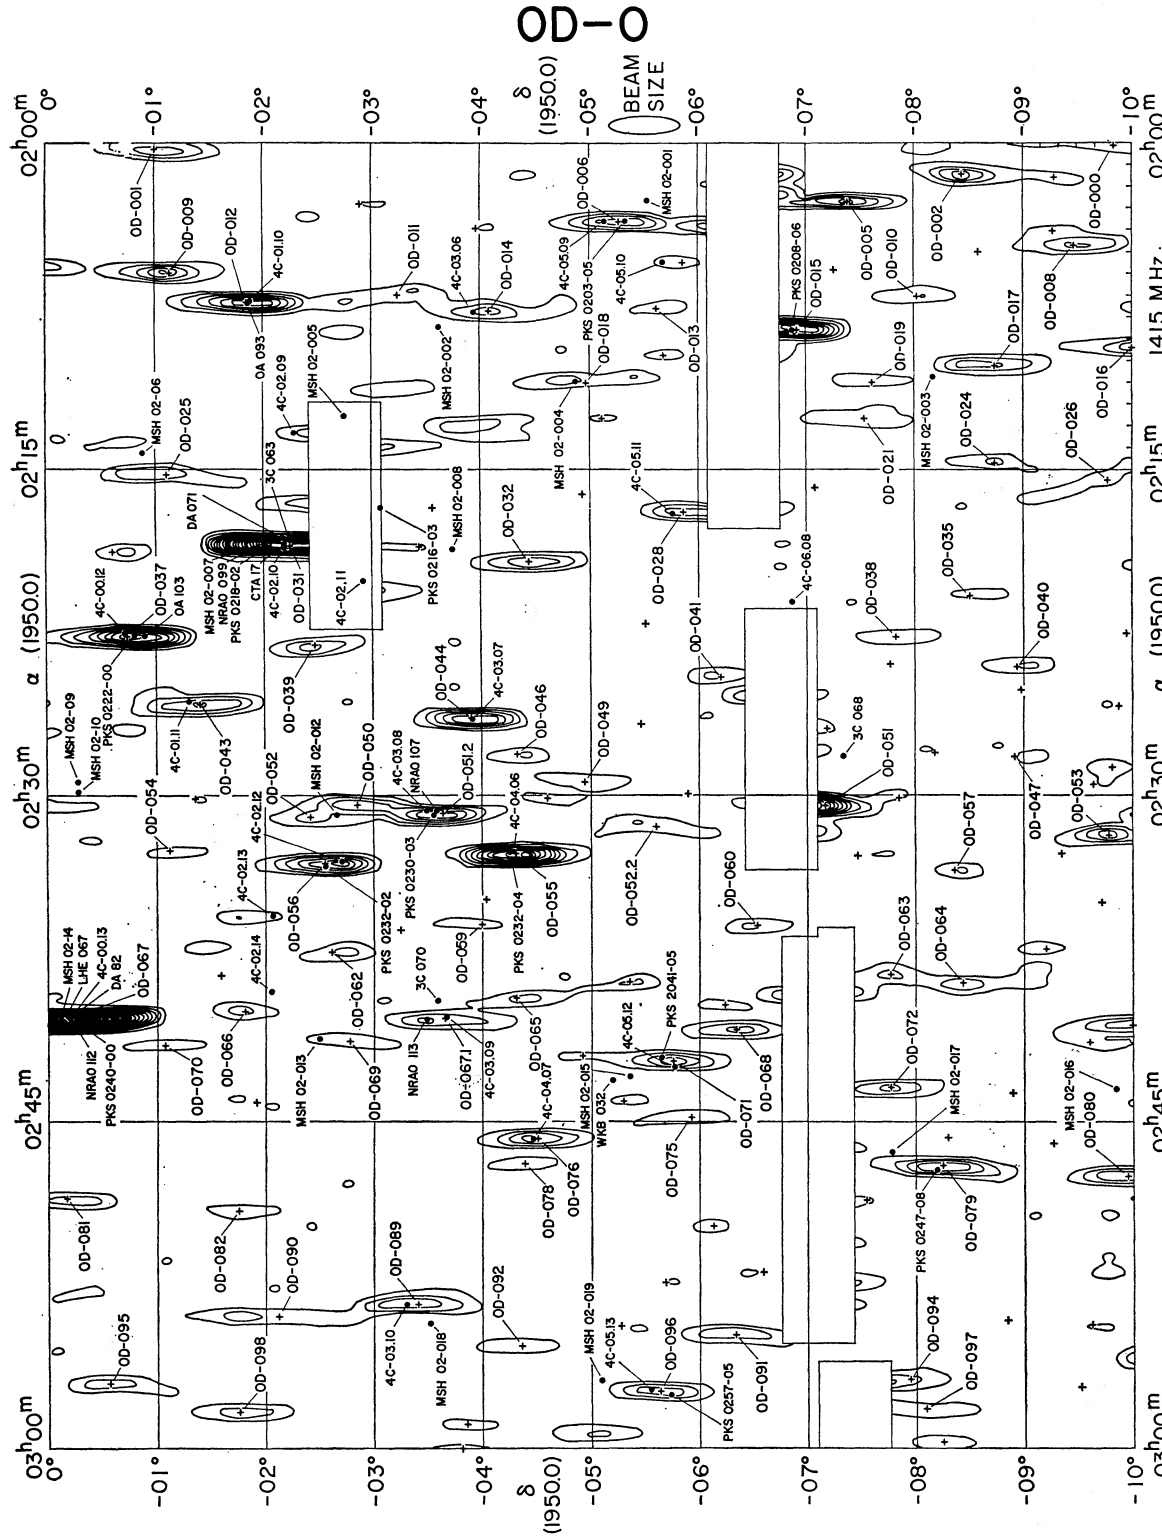 OD-O
0°
-01°
-02°
-03°
-04°
δ
(1950.0)
-05°
BEAM
SIZE
-06°
-07°
-08°
-09°
-10°
02ʰ00ᵐ
02ʰ00ᵐ
1415 MHz
OD-001
OD-009
OD-012
4C-01.10
OA 093
OD-011
4C-03.06
OD-014
OD-006
MSH 02-001
4C-05.09
PKS 0203-05
4C-05.10
OD-018
OD-013
PKS 0208-06
OD-015
OD-005
OD-010
OD-002
OD-000
OD-008
OD-017
OD-019
OD-016
MSH 02-003
OD-024
OD-026
OD-021
MSH 02-06
OD-025
4C-02.09
MSH 02-005
MSH 02-002
MSH 02-004
02ʰ15ᵐ
02ʰ15ᵐ
DA 071
3C 063
MSH 02-007
NRAO 099
PKS 0218-02
CTA 17
4C-02.10
OD-031
4C-02.11
PKS 0216-03
MSH 02-008
OD-032
4C-05.11
OD-028
4C-06.08
OD-035
OD-038
OD-040
OD-041
4C-00.12
OD-037
OA 103
PKS 0222-00
α (1950.0)
α (1950.0)
OD-039
OD-044
4C-03.07
OD-046
OD-049
MSH 02-09
MSH 02-10
4C-01.11
OD-043
3C 068
OD-051
OD-047
OD-053
OD-057
02ʰ30ᵐ
02ʰ30ᵐ
OD-054
OD-052
MSH 02-012
OD-050
4C-03.08
NRAO 107
OD-051.2
4C-02.12
4C-02.13
OD-056
PKS 0232-02
PKS 0230-03
4C-04.06
PKS 0232-04
OD-055
OD-052.2
OD-060
OD-063
OD-064
MSH 02-14
LHE 067
4C-00.13
DA 82
OD-067
NRAO 112
PKS 0240-00
4C-02.14
OD-062
3C 070
OD-059
OD-066
OD-070
MSH 02-013
OD-069
NRAO 113
OD-067.1
4C-03.09
OD-065
4C-04.07
4C-05.12
PKS 2041-05
MSH 02-015
WKB 032
OD-071
OD-068
OD-072
MSH 02-017
MSH 02-016
OD-080
02ʰ45ᵐ
02ʰ45ᵐ
OD-075
OD-076
OD-078
PKS 0247-08
OD-079
OD-081
OD-082
OD-090
OD-089
OD-092
4C-03.10
MSH 02-018
MSH 02-019
4C-05.13
OD-096
PKS 0257-05
OD-091
OD-094
OD-097
OD-095
OD-098
03ʰ00ᵐ
03ʰ00ᵐ
0°
-01°
-02°
-03°
-04°
δ
(1950.0)
-05°
-06°
-07°
-08°
-09°
-10°